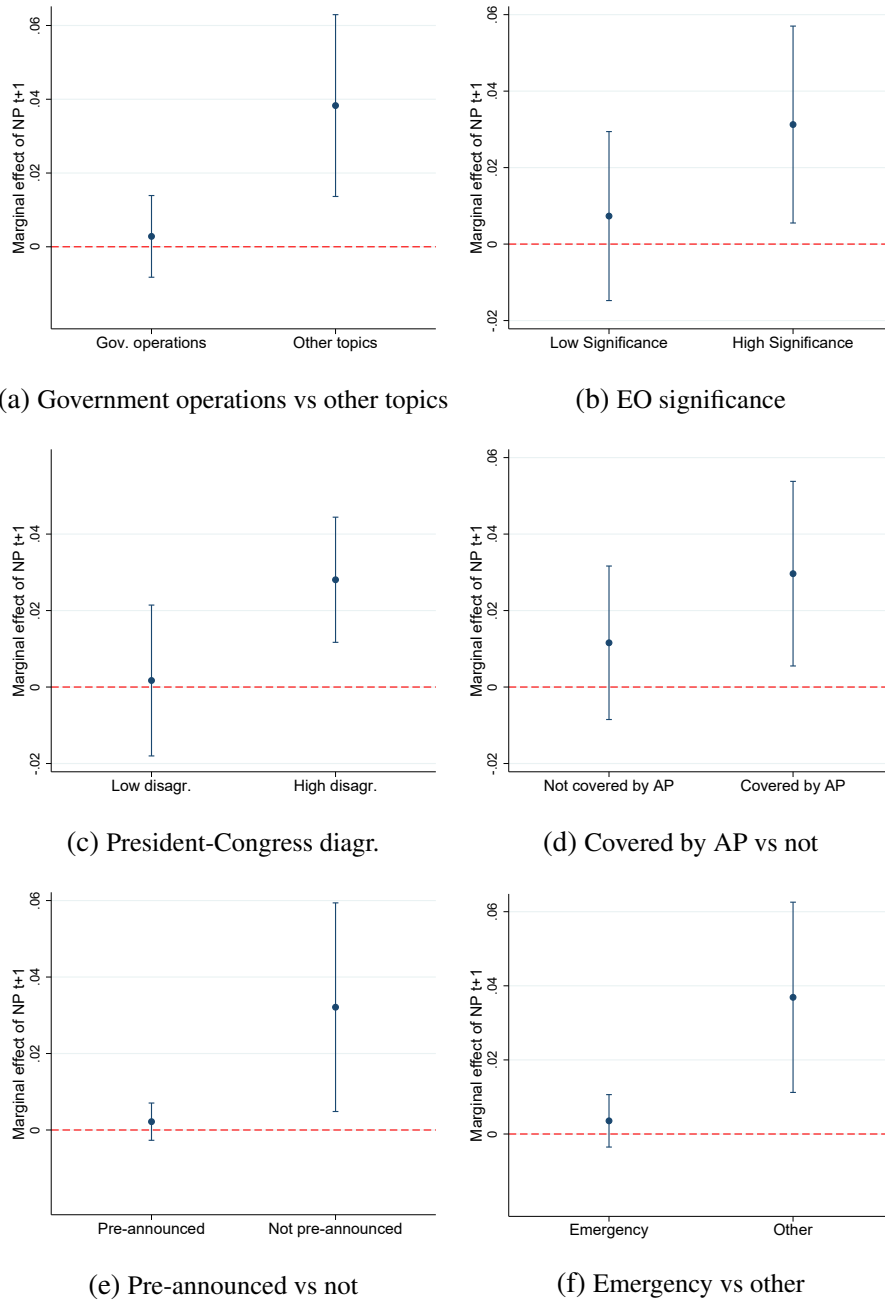 Marginal effect of NP t+1
.06
.04
.02
0
Gov. operations Other topics
(a) Government operations vs other topics
Marginal effect of NP t+1
.06
.04
.02
0
-.02
Low Significance High Significance
(b) EO significance
Marginal effect of NP t+1
.04
.02
0
-.02
Low disagr. High disagr.
(c) President-Congress diagr.
Marginal effect of NP t+1
.06
.04
.02
0
-.02
Not covered by AP Covered by AP
(d) Covered by AP vs not
Marginal effect of NP t+1
.06
.04
.02
0
Pre-announced Not pre-announced
(e) Pre-announced vs not
Marginal effect of NP t+1
.06
.04
.02
0
Emergency Other
(f) Emergency vs other